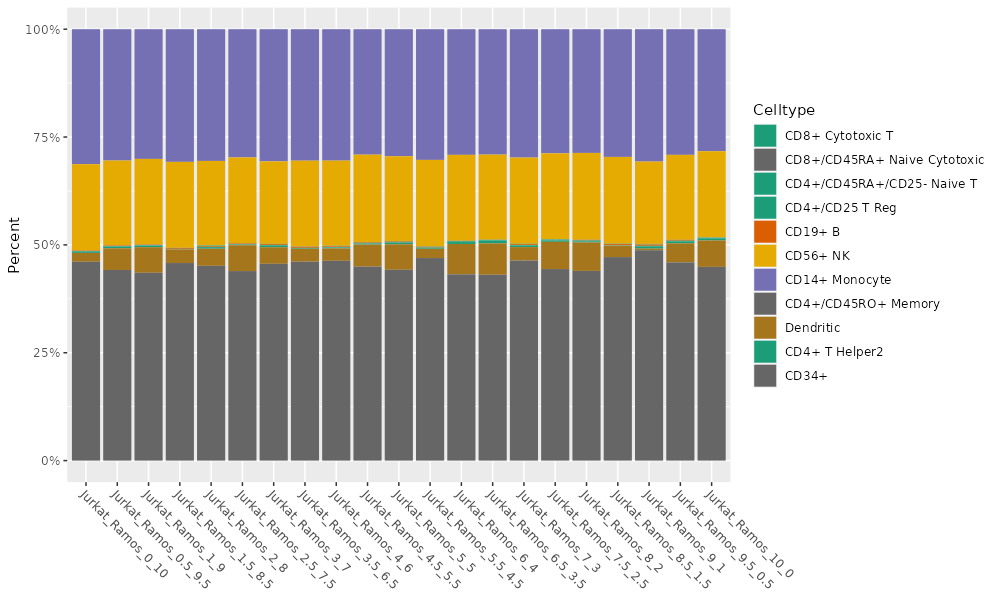 100%
75%
50%
25%
0%
Percent
Jurkat_Ramos_0_10
Jurkat_Ramos_0.5_9.5
Jurkat_Ramos_1_9
Jurkat_Ramos_1.5_8.5
Jurkat_Ramos_2_8
Jurkat_Ramos_2.5_7.5
Jurkat_Ramos_3_7
Jurkat_Ramos_3.5_6.5
Jurkat_Ramos_4_6
Jurkat_Ramos_4.5_5.5
Jurkat_Ramos_5_5
Jurkat_Ramos_5.5_4.5
Jurkat_Ramos_6_4
Jurkat_Ramos_6.5_3.5
Jurkat_Ramos_7_3
Jurkat_Ramos_7.5_2.5
Jurkat_Ramos_8_2
Jurkat_Ramos_8.5_1.5
Jurkat_Ramos_9_1
Jurkat_Ramos_9.5_0.5
Jurkat_Ramos_10_0
Celltype
CD8+ Cytotoxic T
CD8+/CD45RA+ Naive Cytotoxic
CD4+/CD45RA+/CD25- Naive T
CD4+/CD25 T Reg
CD19+ B
CD56+ NK
CD14+ Monocyte
CD4+/CD45RO+ Memory
Dendritic
CD4+ T Helper2
CD34+